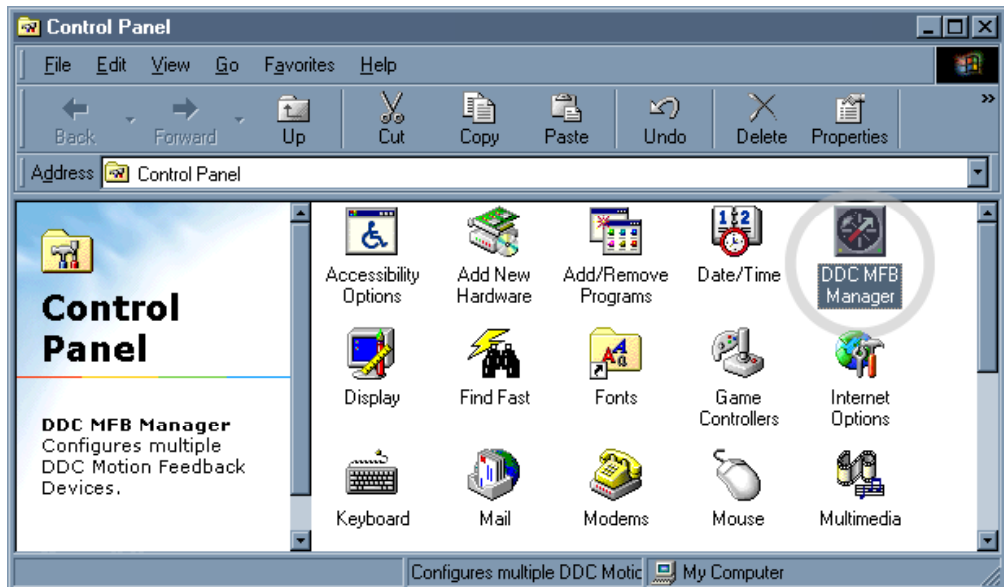 Control Panel
File Edit View Go Favorites Help
Back Forward Up Cut Copy Paste Undo Delete Properties »
Address Control Panel
Control
Panel
DDC MFB Manager
Configures multiple
DDC Motion Feedback
Devices.
Accessibility
Options
Add New
Hardware
Add/Remove
Programs
Date/Time
DDC MFB
Manager
Display
Find Fast
Fonts
Game
Controllers
Internet
Options
Keyboard
Mail
Modems
Mouse
Multimedia
Configures multiple DDC Motic My Computer